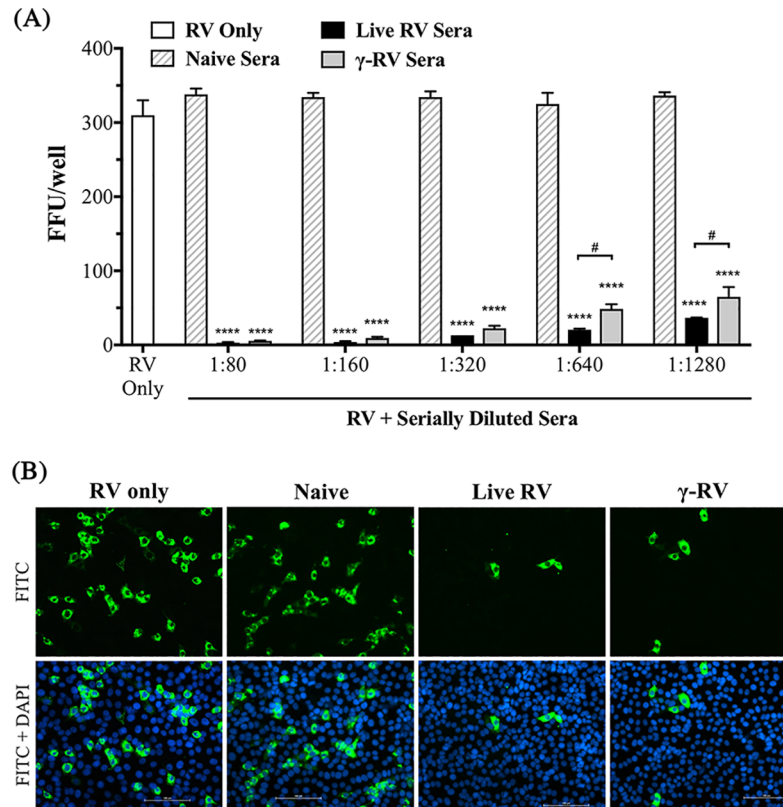 (A)
RV Only
Live RV Sera
Naive Sera
γ-RV Sera
400
300
200
100
0
FFU/well
# #
**** **** **** **** **** **** **** **** **** ****
RV Only
1:80 1:160 1:320 1:640 1:1280
RV + Serially Diluted Sera
(B)
RV only Naive Live RV γ-RV
FITC
FITC + DAPI